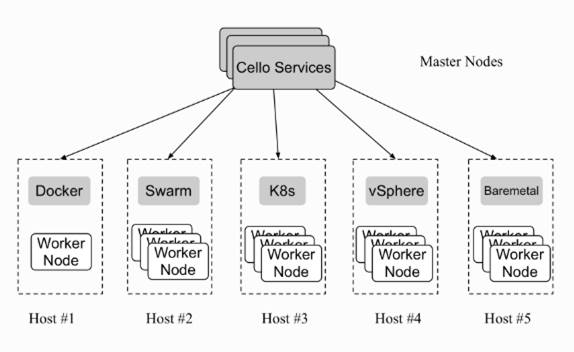 Cello Services
Master Nodes
Docker
Swarm
K8s
vSphere
Baremetal
Worker
Node
Worker
Worker
Worker
Node
Worker
Worker
Worker
Node
Worker
Worker
Worker
Node
Worker
Worker
Worker
Node
Host #1
Host #2
Host #3
Host #4
Host #5